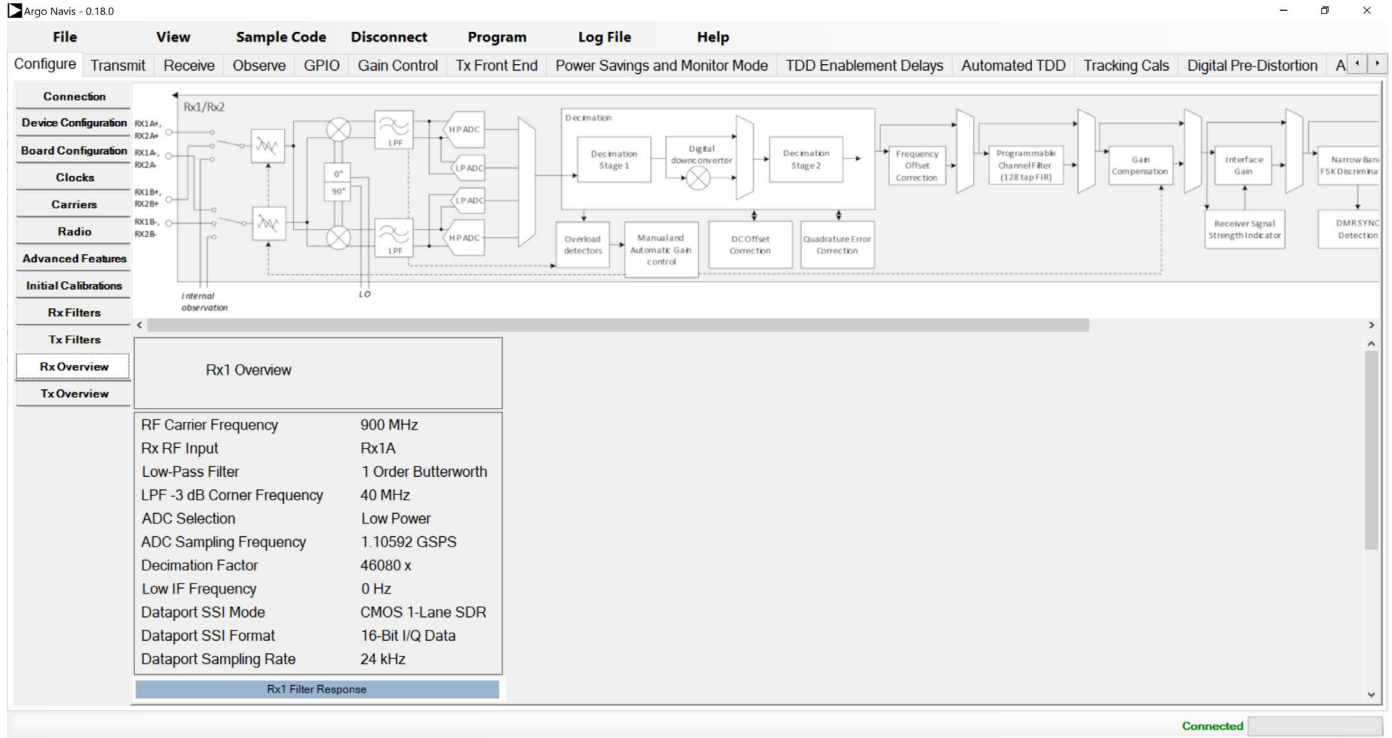 Argo Navis - 0.18.0
File View Sample Code Disconnect Program Log File Help
Configure Transmit Receive Observe GPIO Gain Control Tx Front End Power Savings and Monitor Mode TDD Enablement Delays Automated TDD Tracking Cals Digital Pre-Distortion A
Connection
Device Configuration
Board Configuration
Clocks
Carriers
Radio
Advanced Features
Initial Calibrations
Rx Filters
Tx Filters
Rx Overview
Tx Overview
Rx1/Rx2
RX1A+,
RX2A+
RX1A-,
RX2A-
RX1B+,
RX2B+
RX1B-,
RX2B-
Internal
observation
LO
0°
90°
LPF
LPF
HP ADC
LP ADC
LP ADC
HP ADC
Decimation
Decimation
Stage 1
Digital
downconverter
Decimation
Stage 2
Overload
detectors
Manual and
Automatic Gain
control
DC Offset
Correction
Quadrature Error
Correction
Frequency
Offset
Correction
Programmable
Channel Filter
(128 tap FIR)
Gain
Compensation
Interface
Gain
Receiver Signal
Strength Indicator
Narrow Ban
FSK Discrimina
DMR SYNC
Detection
Rx1 Overview
RF Carrier Frequency 900 MHz
Rx RF Input Rx1A
Low-Pass Filter 1 Order Butterworth
LPF -3 dB Corner Frequency 40 MHz
ADC Selection Low Power
ADC Sampling Frequency 1.10592 GSPS
Decimation Factor 46080 x
Low IF Frequency 0 Hz
Dataport SSI Mode CMOS 1-Lane SDR
Dataport SSI Format 16-Bit I/Q Data
Dataport Sampling Rate 24 kHz
Rx1 Filter Response
Connected